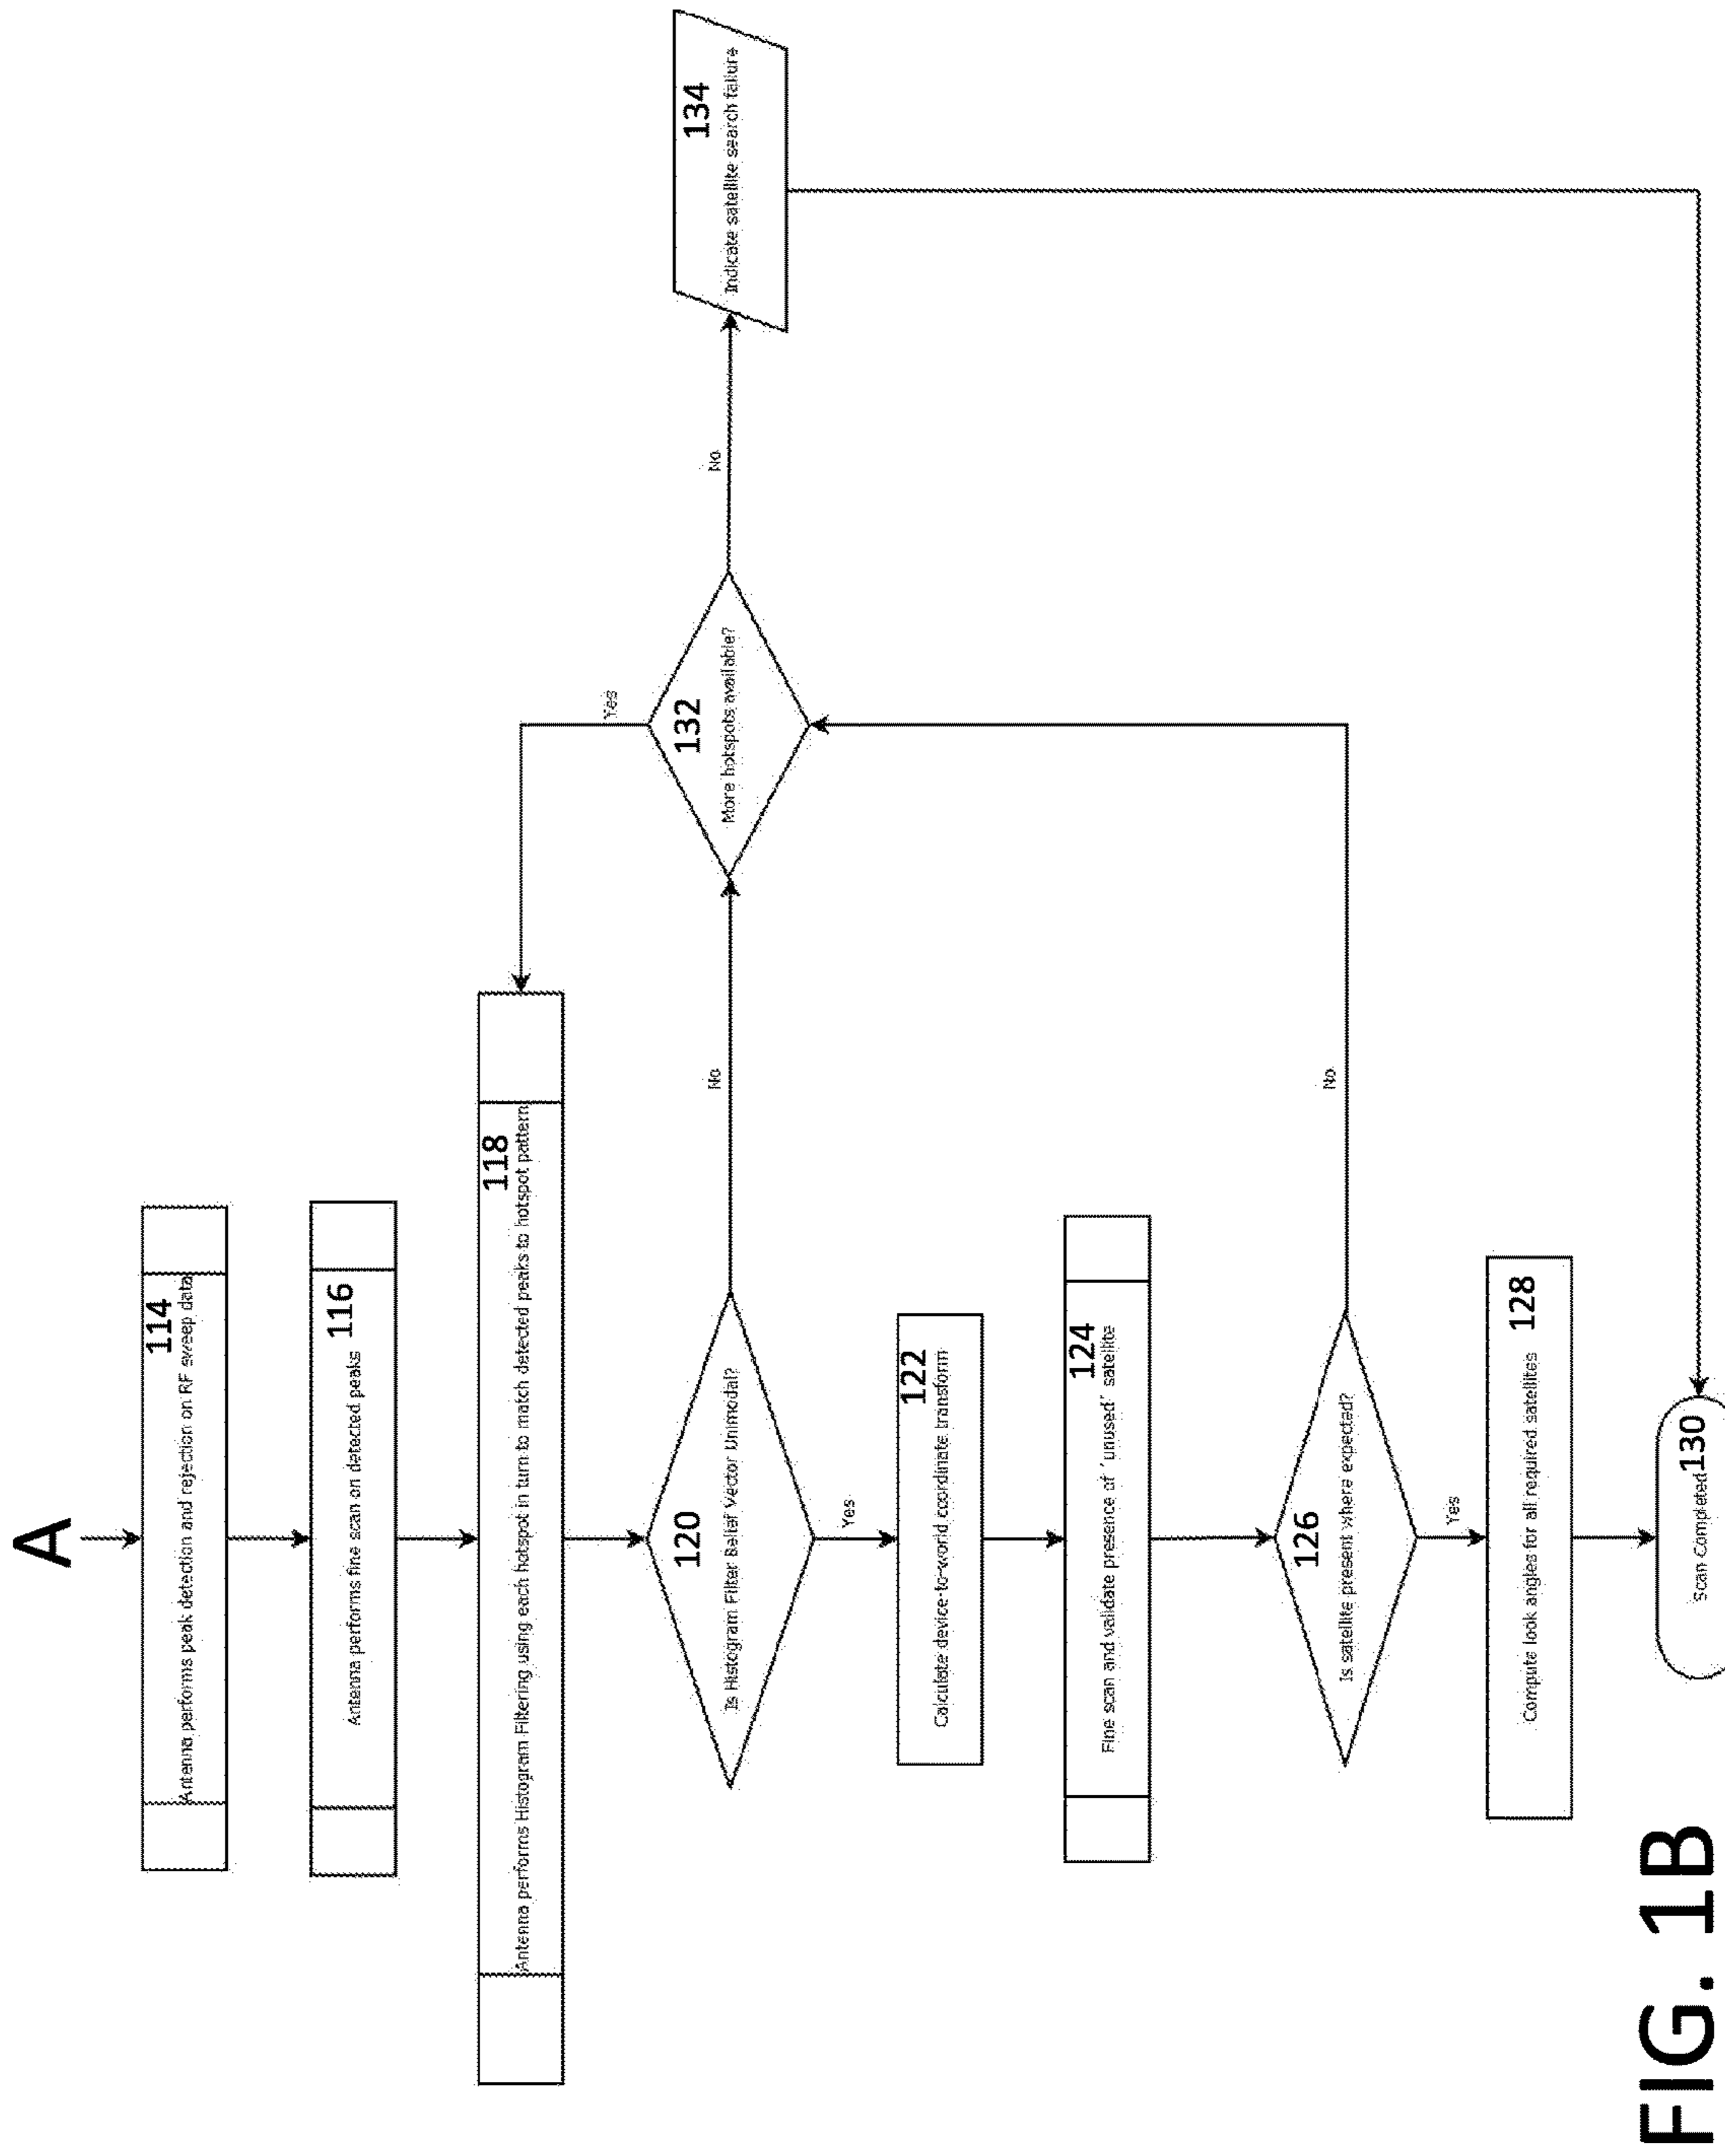 A
114
Antenna performs peak detection and rejection on RF sweep data
116
Antenna performs fine scan on detected peaks
118
Antenna performs Histogram Filtering using each hotspot in turn to match detected peaks to hotspot pattern
120
Is Histogram Filter Belief Vector Unimodal?
No
Yes
132
More hotspots available?
Yes
No
134
Indicate satellite search failure
122
Calculate device-to-world coordinate transform
124
Fine scan and validate presence of 'unused' satellite
126
Is satellite present where expected?
No
Yes
128
Compute look angles for all required satellites
Scan Completed 130
FIG. 1B